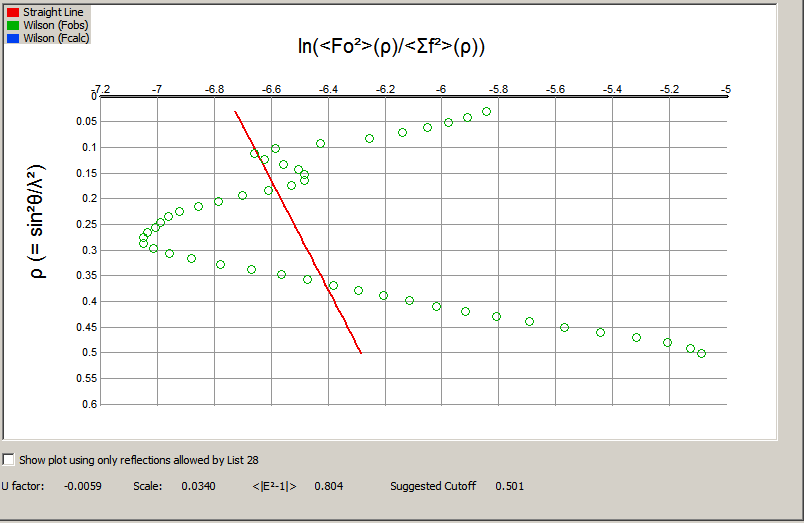 Straight Line
Wilson (Fobs)
Wilson (Fcalc)
ln(<Fo²>(ρ)/<Σf²>(ρ))
-7.2 -7 -6.8 -6.6 -6.4 -6.2 -6 -5.8 -5.6 -5.4 -5.2 -5
0
0.05
0.1
0.15
0.2
0.25
0.3
0.35
0.4
0.45
0.5
0.55
0.6
ρ (= sin²θ/λ²)
Show plot using only reflections allowed by List 28
U factor: -0.0059 Scale: 0.0340 <|E²-1|> 0.804 Suggested Cutoff 0.501